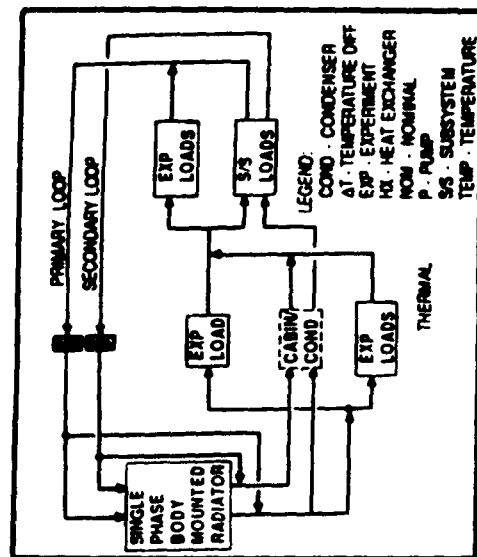 PRIMARY LOOP
SECONDARY LOOP
SINGLE
PHASE
BODY
MOUNTED
RADIATOR
EXP
LOAD
CABIN/
COND
EXP
LOADS
EXP
LOADS
S/S
LOADS
THERMAL
LEGEND:
COND - CONDENSER
ΔT - TEMPERATURE DIFF
EXP - EXPERIMENT
HX - HEAT EXCHANGER
NOM - NOMINAL
P - PUMP
S/S - SUBSYSTEM
TEMP - TEMPERATURE